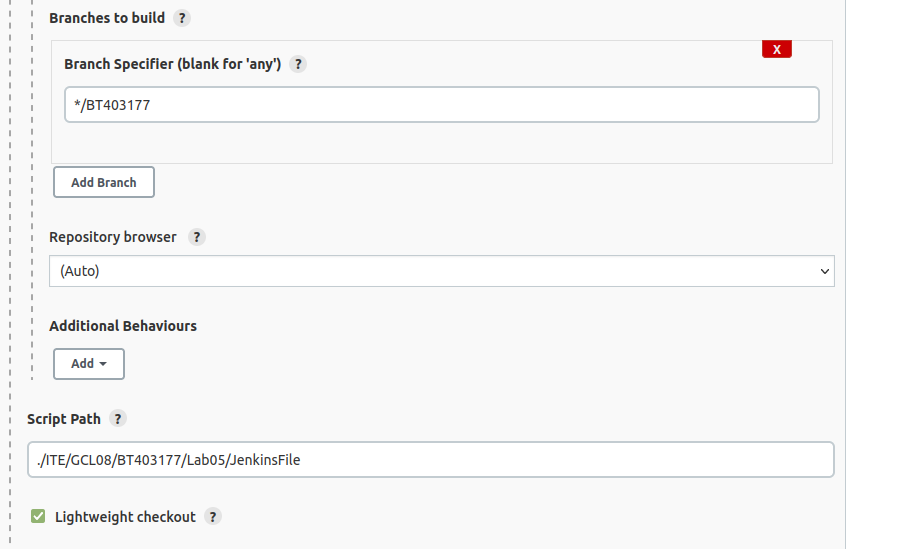 Branches to build ?
X
Branch Specifier (blank for 'any') ?
*/BT403177
Add Branch
Repository browser ?
(Auto)
Additional Behaviours
Add
Script Path ?
./ITE/GCL08/BT403177/Lab05/JenkinsFile
Lightweight checkout ?